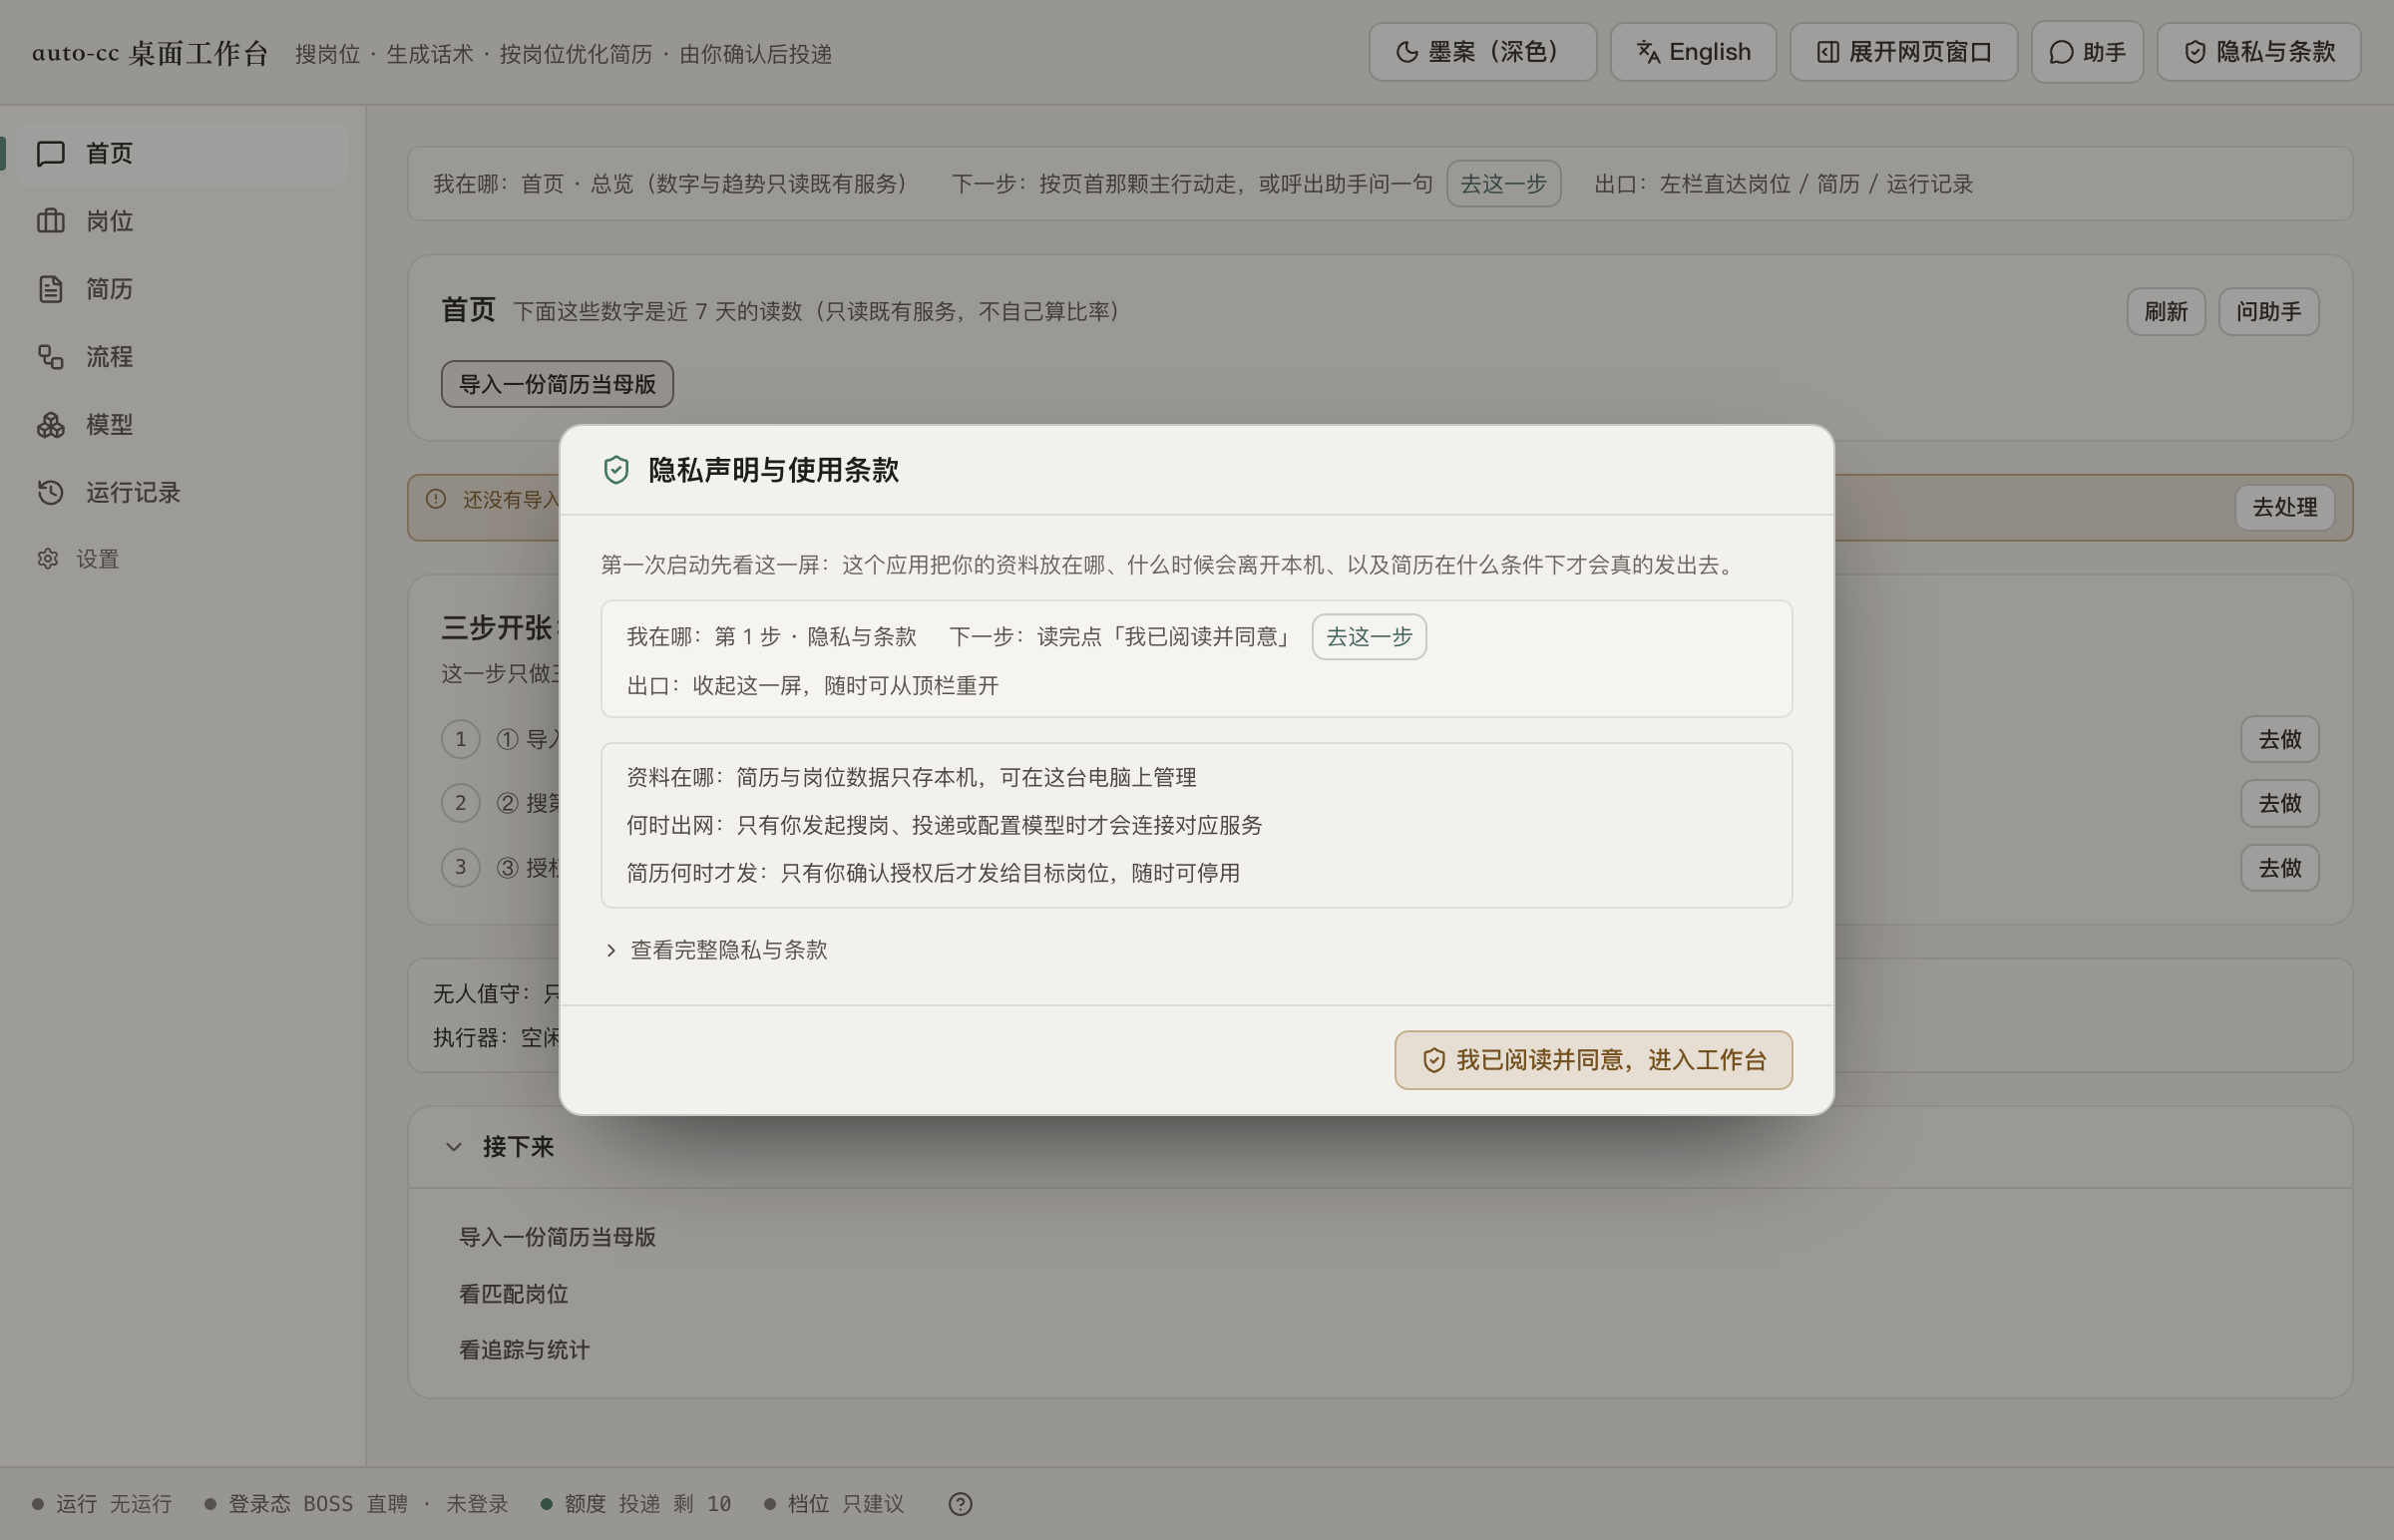 auto-cc 桌面工作台 搜岗位 · 生成话术 · 按岗位优化简历 · 由你确认后投递 墨案（深色） English 展开网页窗口 助手 隐私与条款
首页
岗位
简历
流程
模型
运行记录
设置
我在哪：首页 · 总览（数字与趋势只读既有服务） 下一步：按页首那颗主行动走，或呼出助手问一句 去这一步 出口：左栏直达岗位 / 简历 / 运行记录
首页 下面这些数字是近 7 天的读数（只读既有服务，不自己算比率） 刷新 问助手
导入一份简历当母版
还没有导入 去处理
三步开张
这一步只做
1 ① 导入 去做
2 ② 搜第 去做
3 ③ 授权 去做
无人值守：只
执行器：空闲
隐私声明与使用条款
第一次启动先看这一屏：这个应用把你的资料放在哪、什么时候会离开本机、以及简历在什么条件下才会真的发出去。
我在哪：第 1 步 · 隐私与条款 下一步：读完点「我已阅读并同意」 去这一步
出口：收起这一屏，随时可从顶栏重开
资料在哪：简历与岗位数据只存本机，可在这台电脑上管理
何时出网：只有你发起搜岗、投递或配置模型时才会连接对应服务
简历何时才发：只有你确认授权后才发给目标岗位，随时可停用
查看完整隐私与条款
我已阅读并同意，进入工作台
接下来
导入一份简历当母版
看匹配岗位
看追踪与统计
运行 无运行 登录态 BOSS 直聘 · 未登录 额度 投递 剩 10 档位 只建议